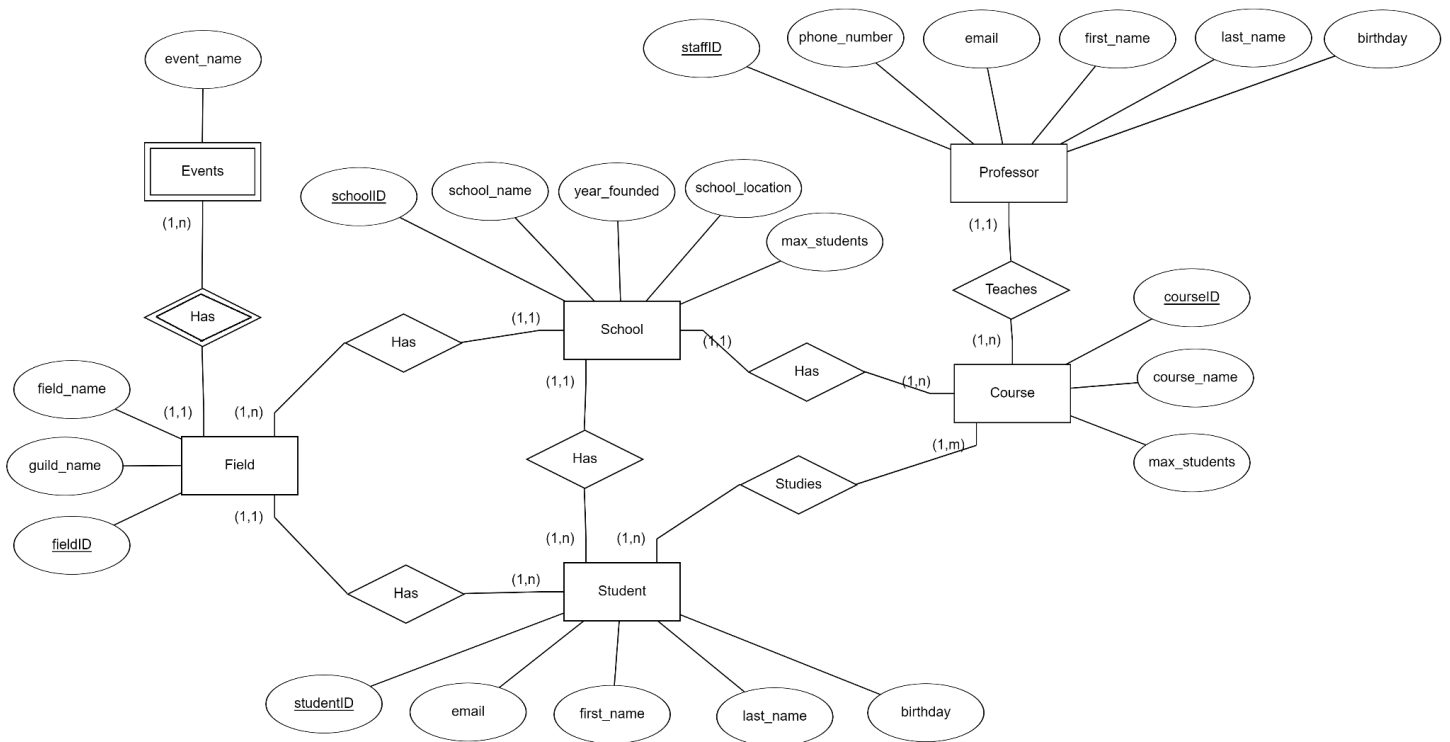 event_name
staffID
phone_number
email
first_name
last_name
birthday
Events
Professor
(1,n)
(1,1)
schoolID
school_name
year_founded
school_location
max_students
Has
Teaches
courseID
(1,1)
School
(1,1)
Has
Has
(1,n)
(1,n)
Course
course_name
field_name
(1,1)
(1,n)
(1,1)
(1,m)
max_students
guild_name
Field
Has
Studies
(1,1)
fieldID
(1,n)
(1,n)
Has
(1,n)
Student
studentID
email
first_name
last_name
birthday